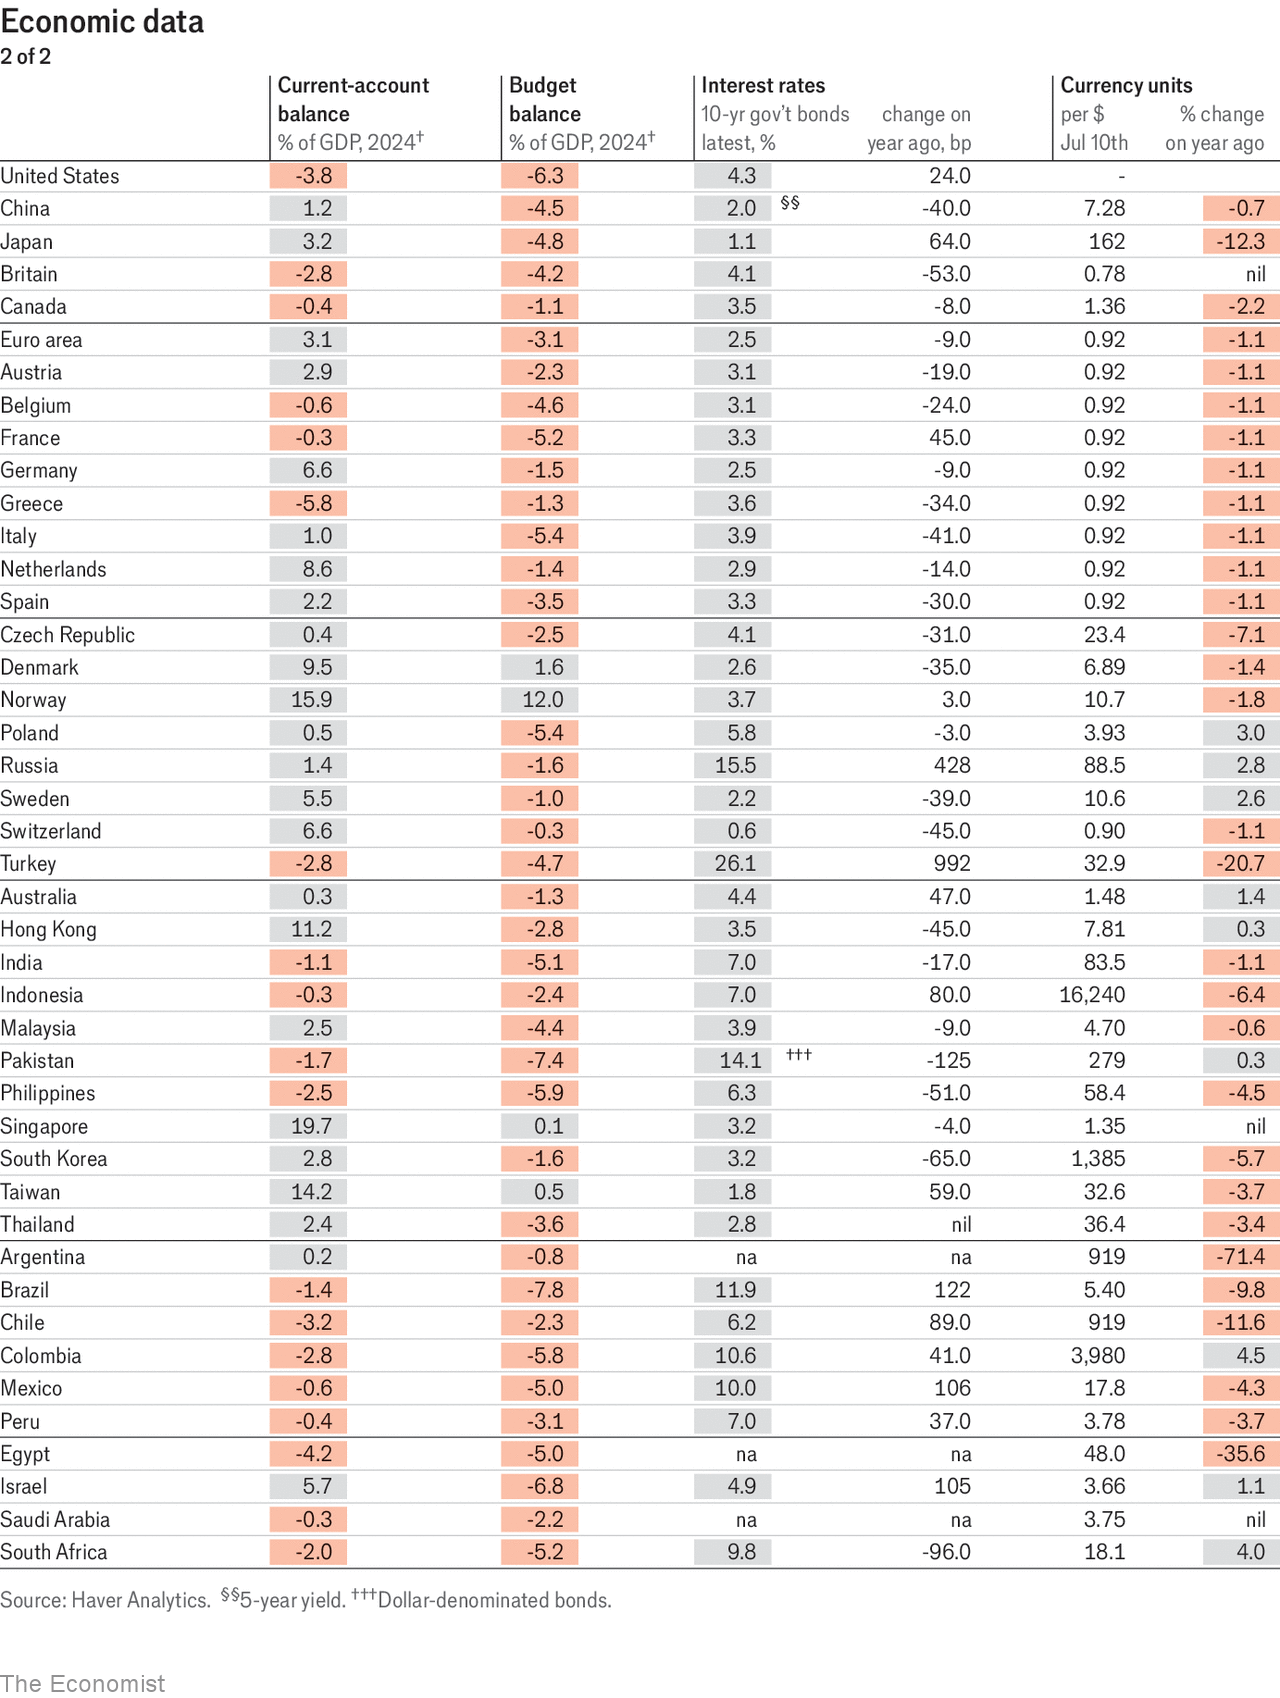 Economic data
2 of 2
Current-account balance % of GDP, 2024† Budget balance % of GDP, 2024† Interest rates 10-yr gov't bonds latest, % change on year ago, bp Currency units per $ Jul 10th % change on year ago
United States -3.8 -6.3 4.3 24.0 -
China 1.2 -4.5 2.0 §§ -40.0 7.28 -0.7
Japan 3.2 -4.8 1.1 64.0 162 -12.3
Britain -2.8 -4.2 4.1 -53.0 0.78 nil
Canada -0.4 -1.1 3.5 -8.0 1.36 -2.2
Euro area 3.1 -3.1 2.5 -9.0 0.92 -1.1
Austria 2.9 -2.3 3.1 -19.0 0.92 -1.1
Belgium -0.6 -4.6 3.1 -24.0 0.92 -1.1
France -0.3 -5.2 3.3 45.0 0.92 -1.1
Germany 6.6 -1.5 2.5 -9.0 0.92 -1.1
Greece -5.8 -1.3 3.6 -34.0 0.92 -1.1
Italy 1.0 -5.4 3.9 -41.0 0.92 -1.1
Netherlands 8.6 -1.4 2.9 -14.0 0.92 -1.1
Spain 2.2 -3.5 3.3 -30.0 0.92 -1.1
Czech Republic 0.4 -2.5 4.1 -31.0 23.4 -7.1
Denmark 9.5 1.6 2.6 -35.0 6.89 -1.4
Norway 15.9 12.0 3.7 3.0 10.7 -1.8
Poland 0.5 -5.4 5.8 -3.0 3.93 3.0
Russia 1.4 -1.6 15.5 428 88.5 2.8
Sweden 5.5 -1.0 2.2 -39.0 10.6 2.6
Switzerland 6.6 -0.3 0.6 -45.0 0.90 -1.1
Turkey -2.8 -4.7 26.1 992 32.9 -20.7
Australia 0.3 -1.3 4.4 47.0 1.48 1.4
Hong Kong 11.2 -2.8 3.5 -45.0 7.81 0.3
India -1.1 -5.1 7.0 -17.0 83.5 -1.1
Indonesia -0.3 -2.4 7.0 80.0 16,240 -6.4
Malaysia 2.5 -4.4 3.9 -9.0 4.70 -0.6
Pakistan -1.7 -7.4 14.1 ††† -125 279 0.3
Philippines -2.5 -5.9 6.3 -51.0 58.4 -4.5
Singapore 19.7 0.1 3.2 -4.0 1.35 nil
South Korea 2.8 -1.6 3.2 -65.0 1,385 -5.7
Taiwan 14.2 0.5 1.8 59.0 32.6 -3.7
Thailand 2.4 -3.6 2.8 nil 36.4 -3.4
Argentina 0.2 -0.8 na na 919 -71.4
Brazil -1.4 -7.8 11.9 122 5.40 -9.8
Chile -3.2 -2.3 6.2 89.0 919 -11.6
Colombia -2.8 -5.8 10.6 41.0 3,980 4.5
Mexico -0.6 -5.0 10.0 106 17.8 -4.3
Peru -0.4 -3.1 7.0 37.0 3.78 -3.7
Egypt -4.2 -5.0 na na 48.0 -35.6
Israel 5.7 -6.8 4.9 105 3.66 1.1
Saudi Arabia -0.3 -2.2 na na 3.75 nil
South Africa -2.0 -5.2 9.8 -96.0 18.1 4.0
Source: Haver Analytics. §§5-year yield. †††Dollar-denominated bonds.
The Economist